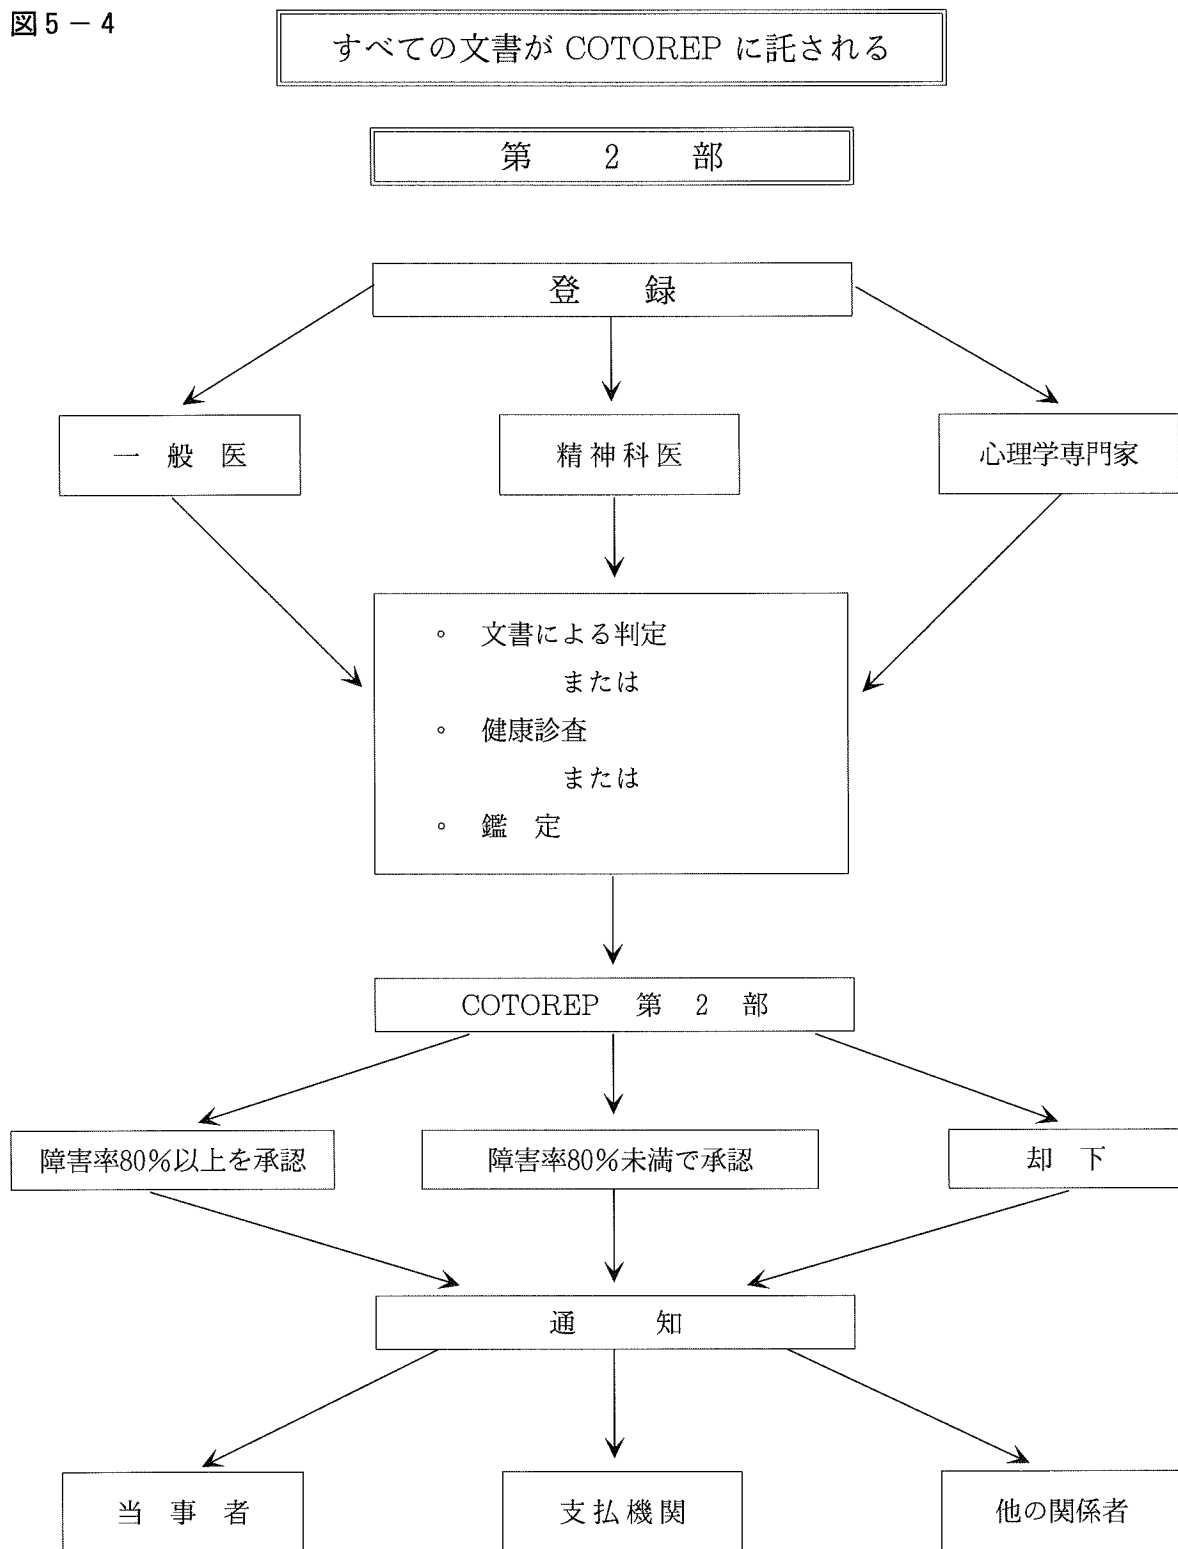 図5－4
すべての文書が COTOREP に託される
第 2 部
登 録
一 般 医
精神科医
心理学専門家
。 文書による判定
または
。 健康診査
または
。 鑑 定
COTOREP 第 2 部
障害率80%以上を承認
障害率80%未満で承認
却 下
通 知
当 事 者
支払機関
他の関係者